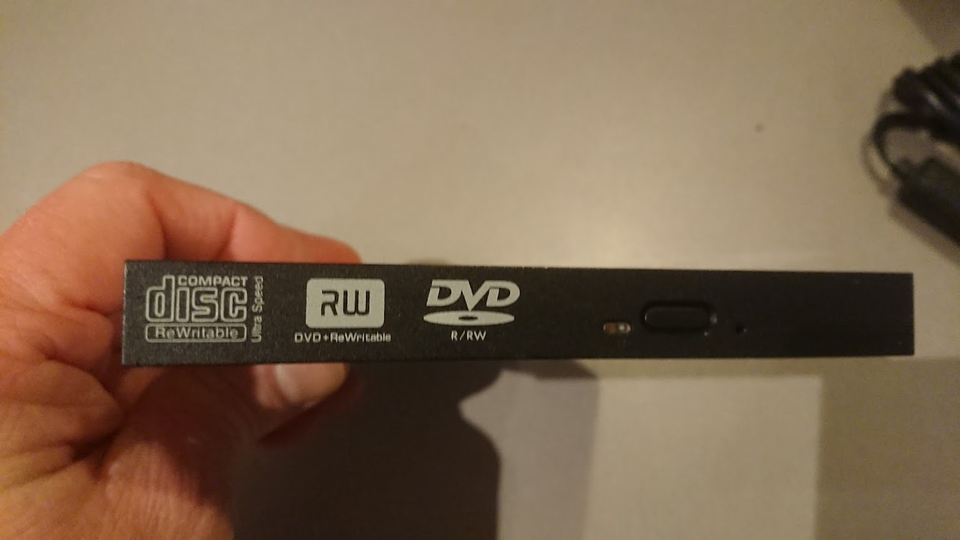 COMPACT
disc
ReWritable
Ultra Speed
RW
DVD+ReWritable
DVD
R/RW